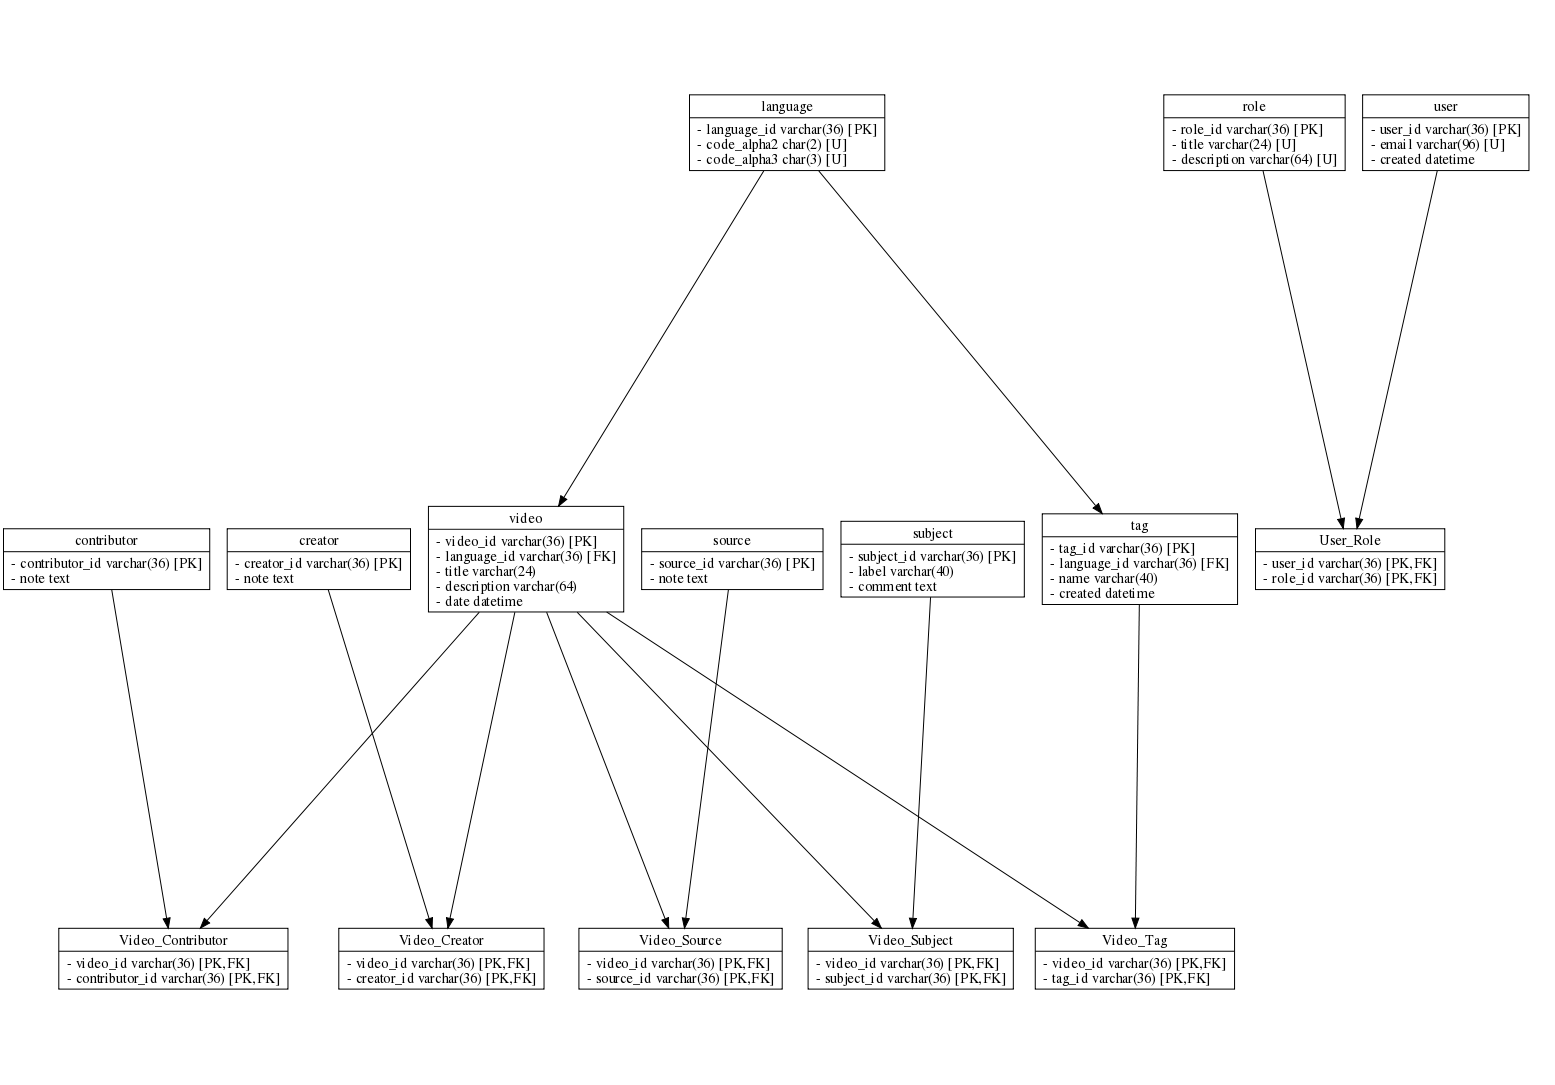 language
- language_id varchar(36) [PK]
- code_alpha2 char(2) [U]
- code_alpha3 char(3) [U]
role
- role_id varchar(36) [PK]
- title varchar(24) [U]
- description varchar(64) [U]
user
- user_id varchar(36) [PK]
- email varchar(96) [U]
- created datetime
contributor
- contributor_id varchar(36) [PK]
- note text
creator
- creator_id varchar(36) [PK]
- note text
video
- video_id varchar(36) [PK]
- language_id varchar(36) [FK]
- title varchar(24)
- description varchar(64)
- date datetime
source
- source_id varchar(36) [PK]
- note text
subject
- subject_id varchar(36) [PK]
- label varchar(40)
- comment text
tag
- tag_id varchar(36) [PK]
- language_id varchar(36) [FK]
- name varchar(40)
- created datetime
User_Role
- user_id varchar(36) [PK,FK]
- role_id varchar(36) [PK,FK]
Video_Contributor
- video_id varchar(36) [PK,FK]
- contributor_id varchar(36) [PK,FK]
Video_Creator
- video_id varchar(36) [PK,FK]
- creator_id varchar(36) [PK,FK]
Video_Source
- video_id varchar(36) [PK,FK]
- source_id varchar(36) [PK,FK]
Video_Subject
- video_id varchar(36) [PK,FK]
- subject_id varchar(36) [PK,FK]
Video_Tag
- video_id varchar(36) [PK,FK]
- tag_id varchar(36) [PK,FK]